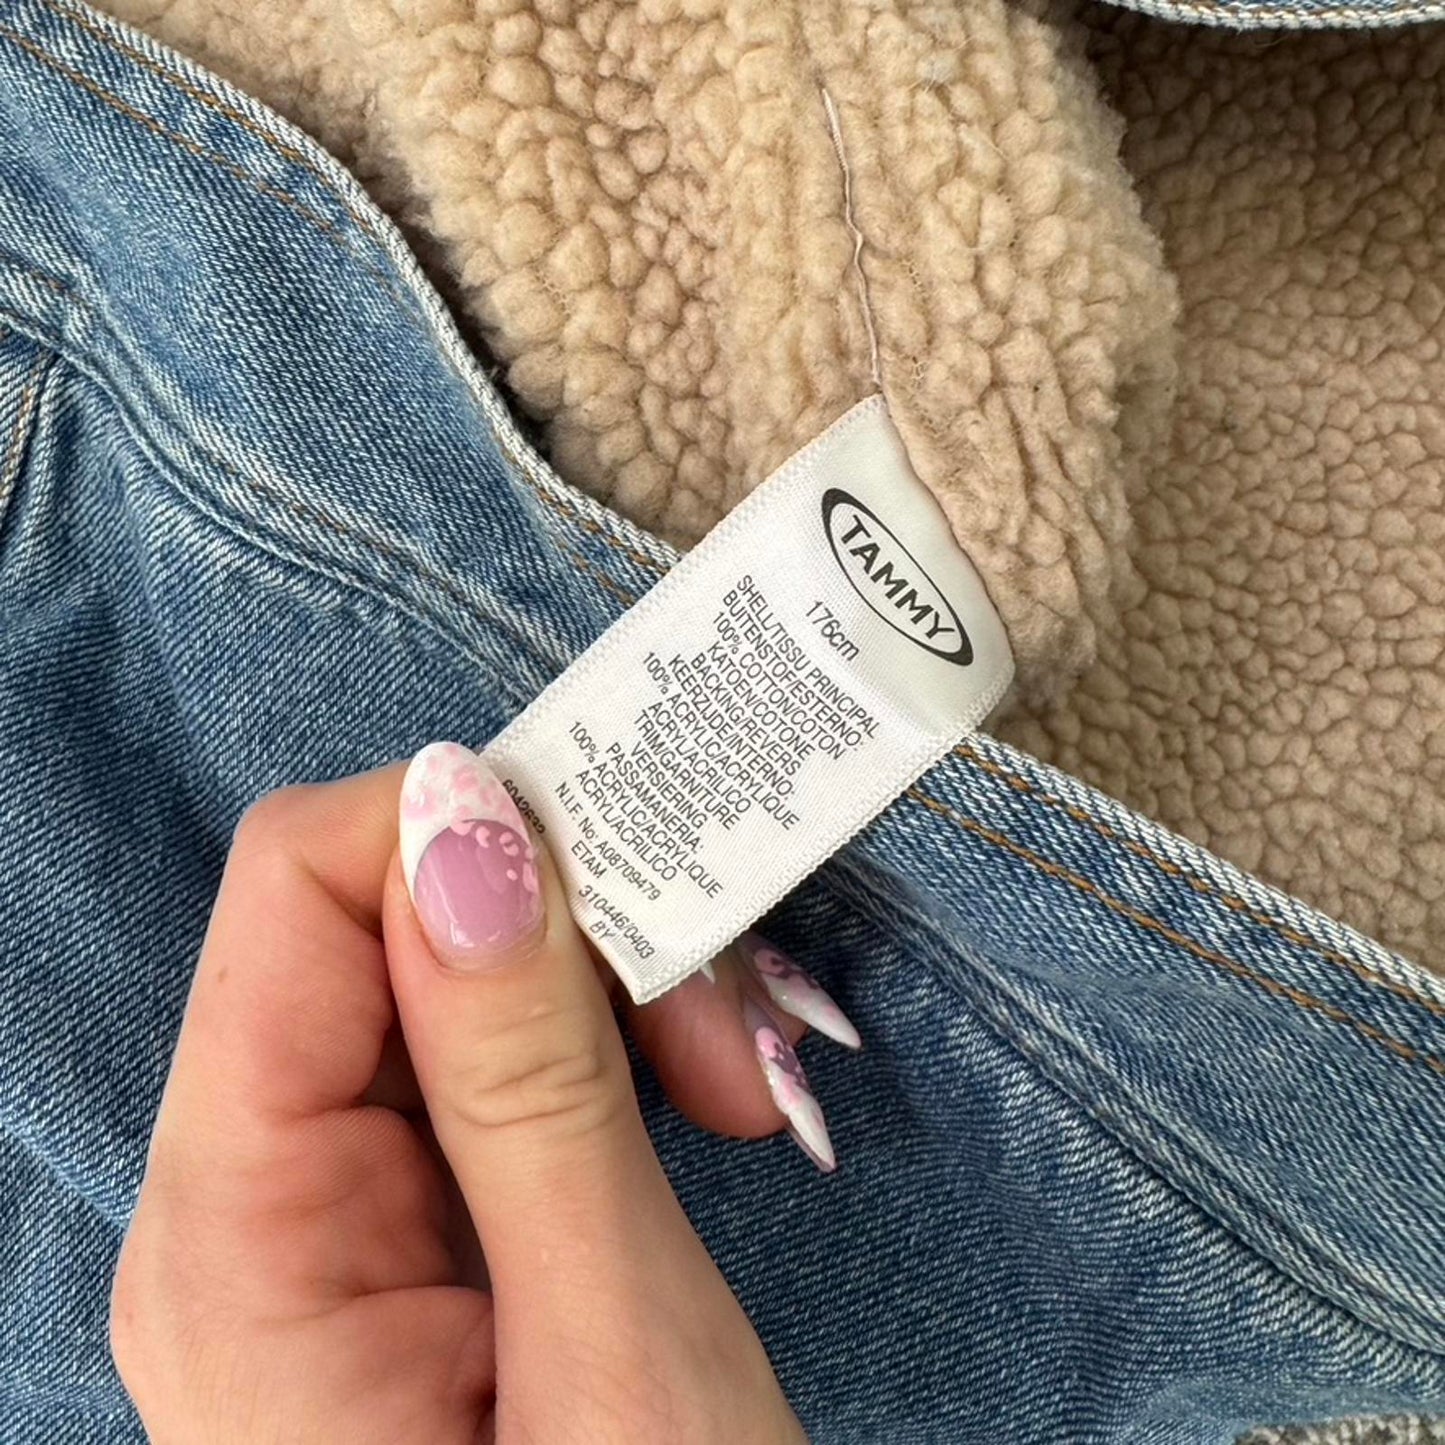 TAMMY
176cm
SHELL/TISSU PRINCIPAL
BUITENSTOF/ESTERNO:
100% COTTON/COTON
KATOEN/COTONE
BACKING/REVERS
KEERZIJDE/INTERNO-
100% ACRYLIC/ACRYLIQUE
ACRYL/ACRILICO
TRIM/GARNITURE
VERSIERING
PASSAMANERIA.
100% ACRYLIC/ACRYLIQUE
ACRYL/ACRILICO
N.I.F. No: A08709479
ETAM
310446/0403
BY